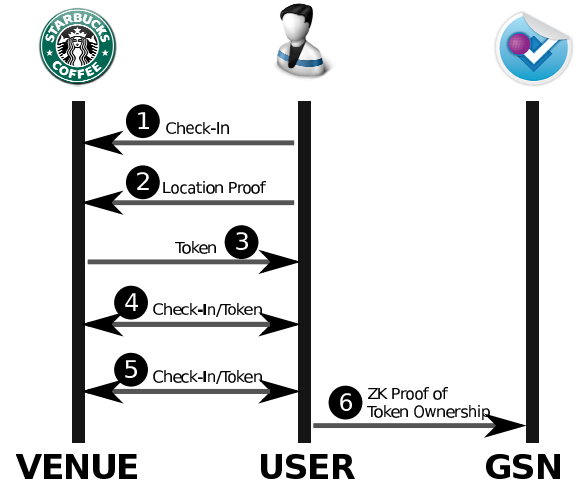 STARBUCKS
COFFEE
1 Check-In
2 Location Proof
Token 3
4 Check-In/Token
5 Check-In/Token
6 ZK Proof of
Token Ownership
VENUE USER GSN